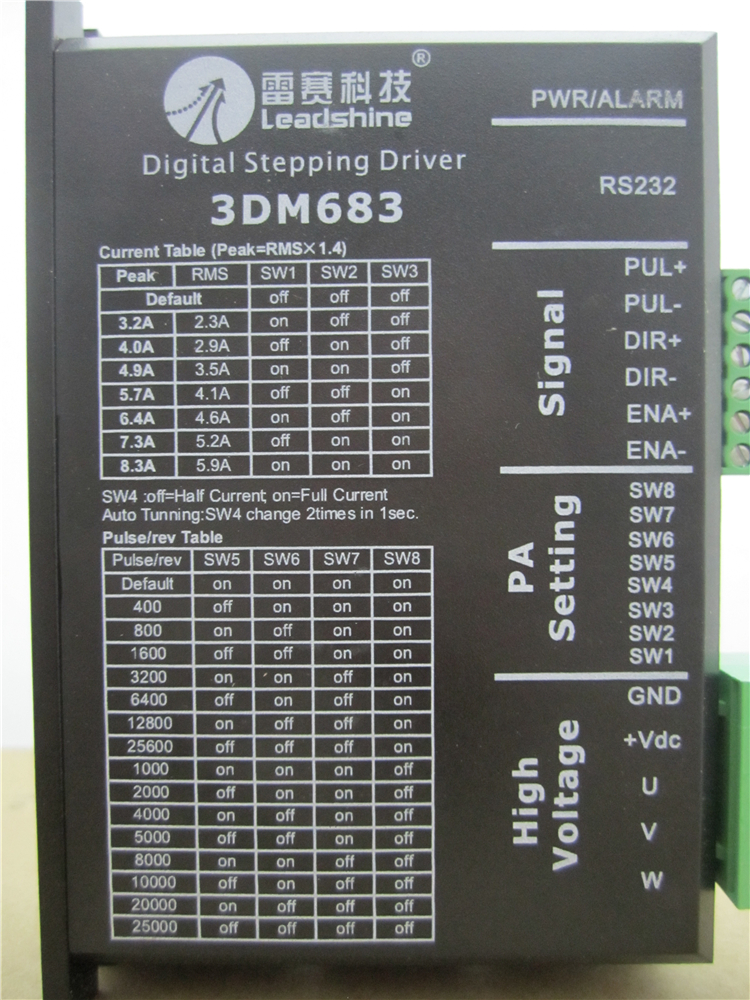 雷赛科技®
Leadshine
Digital Stepping Driver
3DM683
Current Table (Peak=RMS×1.4)
Peak RMS SW1 SW2 SW3
Default off off off
3.2A 2.3A on off off
4.0A 2.9A off on off
4.9A 3.5A on on off
5.7A 4.1A off off on
6.4A 4.6A on off on
7.3A 5.2A off on on
8.3A 5.9A on on on
SW4 :off=Half Current; on=Full Current
Auto Tunning:SW4 change 2times in 1sec.
Pulse/rev Table
Pulse/rev SW5 SW6 SW7 SW8
Default on on on on
400 off on on on
800 on off on on
1600 off off on on
3200 on on off on
6400 off on off on
12800 on off off on
25600 off off off on
1000 on on on off
2000 off on on off
4000 on off on off
5000 off off on off
8000 on on off off
10000 off on off off
20000 on off off off
25000 off off off off
PWR/ALARM
RS232
Signal
PUL+
PUL-
DIR+
DIR-
ENA+
ENA-
PA
Setting
SW8
SW7
SW6
SW5
SW4
SW3
SW2
SW1
High
Voltage
GND
+Vdc
U
V
W